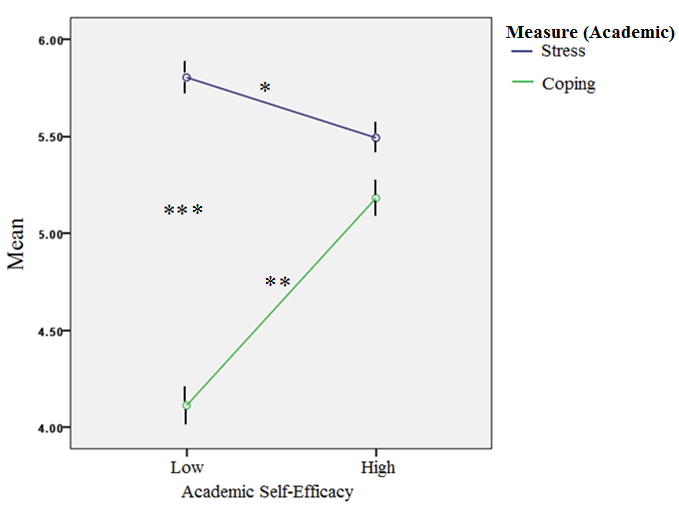 Measure (Academic)
Stress
Coping
6.00
5.50
5.00
4.50
4.00
Mean
*
***
**
Low
High
Academic Self-Efficacy